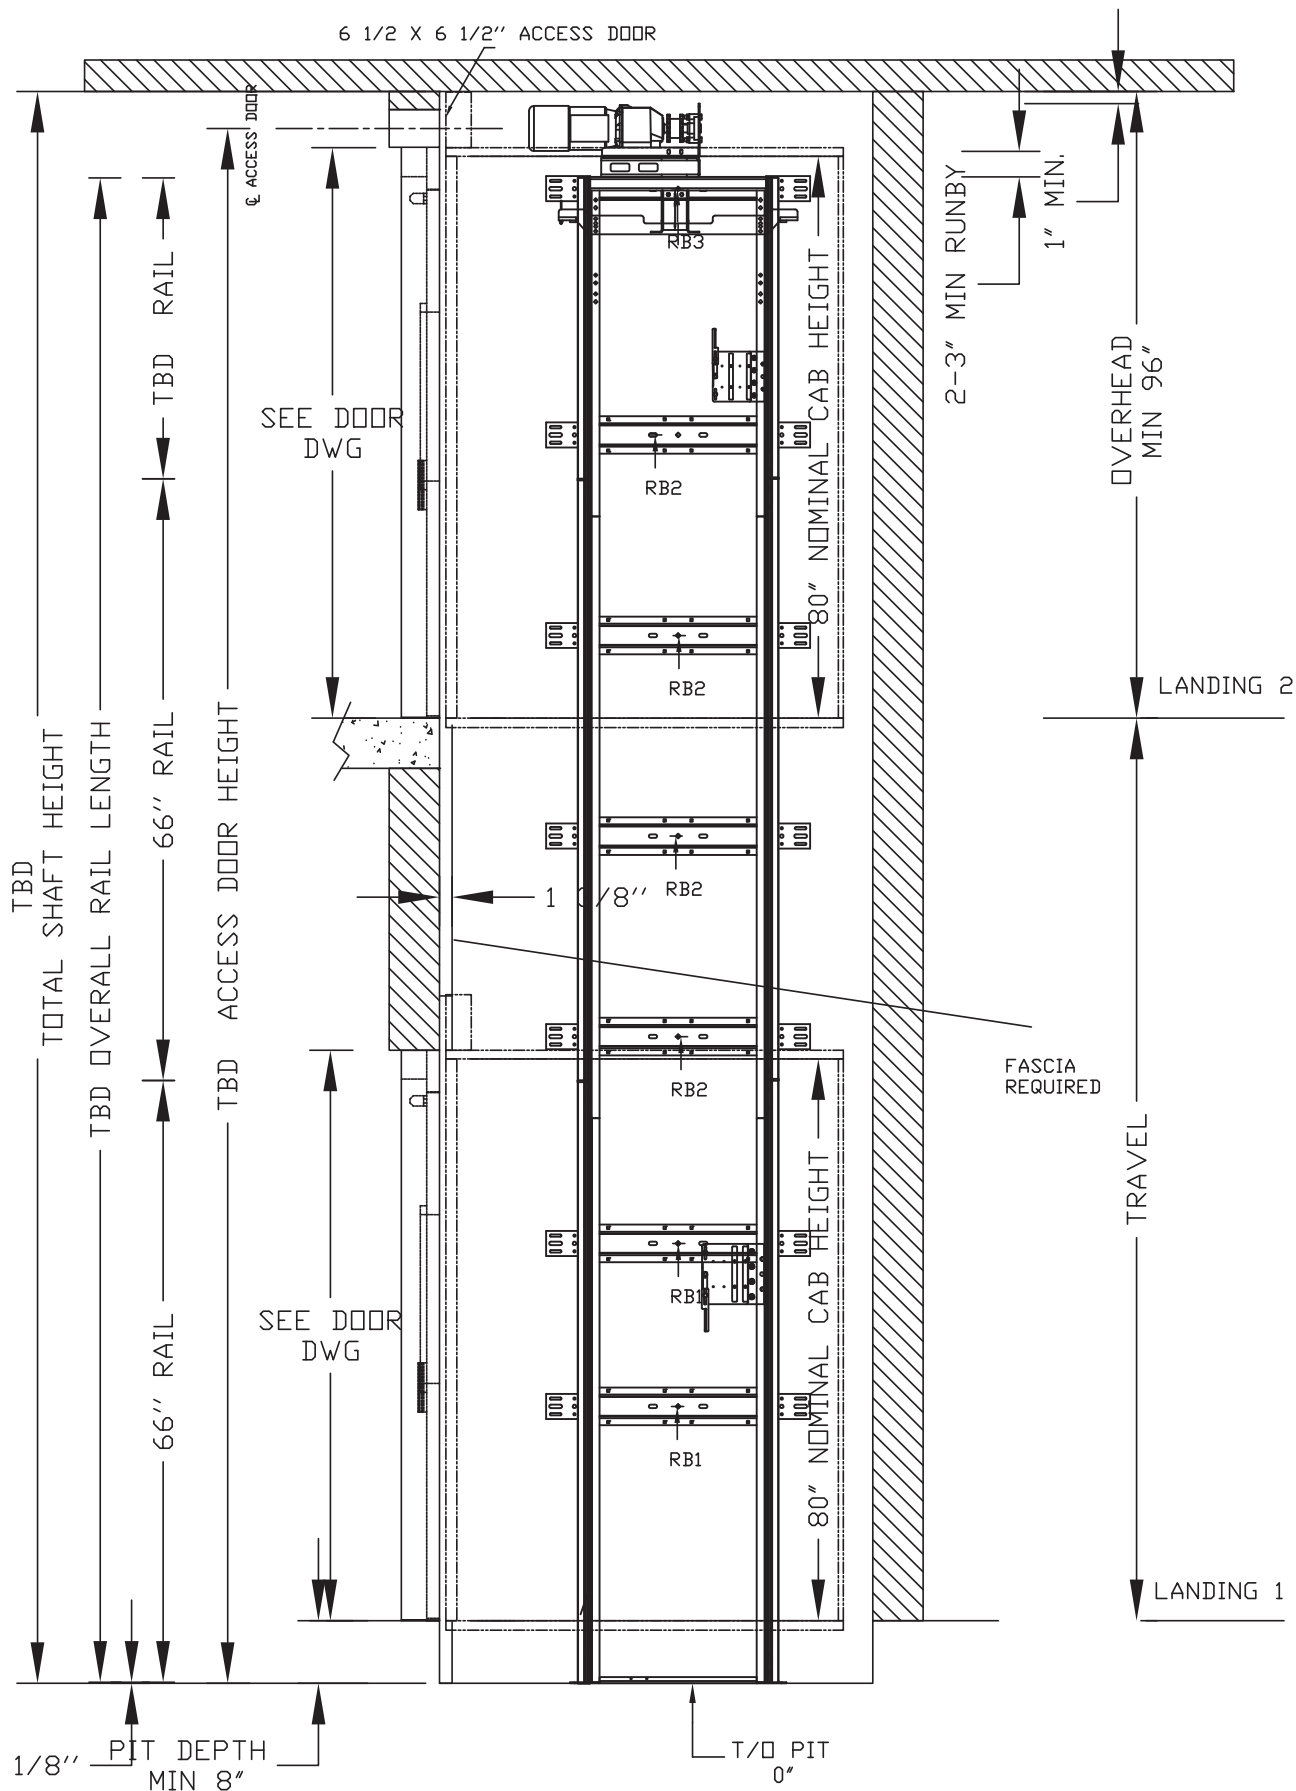 6 1/2 X 6 1/2'' ACCESS DOOR
℄ ACCESS DOOR
2-3" MIN RUNBY
1" MIN.
OVERHEAD
MIN 96"
TBD RAIL
SEE DOOR
DWG
80" NOMINAL CAB HEIGHT
RB3
RB2
RB2
LANDING 2
TBD
TOTAL SHAFT HEIGHT
TBD OVERALL RAIL LENGTH
66'' RAIL
TBD ACCESS DOOR HEIGHT
RB2
1 /8''
RB2
FASCIA
REQUIRED
TRAVEL
66'' RAIL
SEE DOOR
DWG
80" NOMINAL CAB HEIGHT
RB1
RB1
LANDING 1
1/8''
PIT DEPTH
MIN 8"
T/O PIT
0"